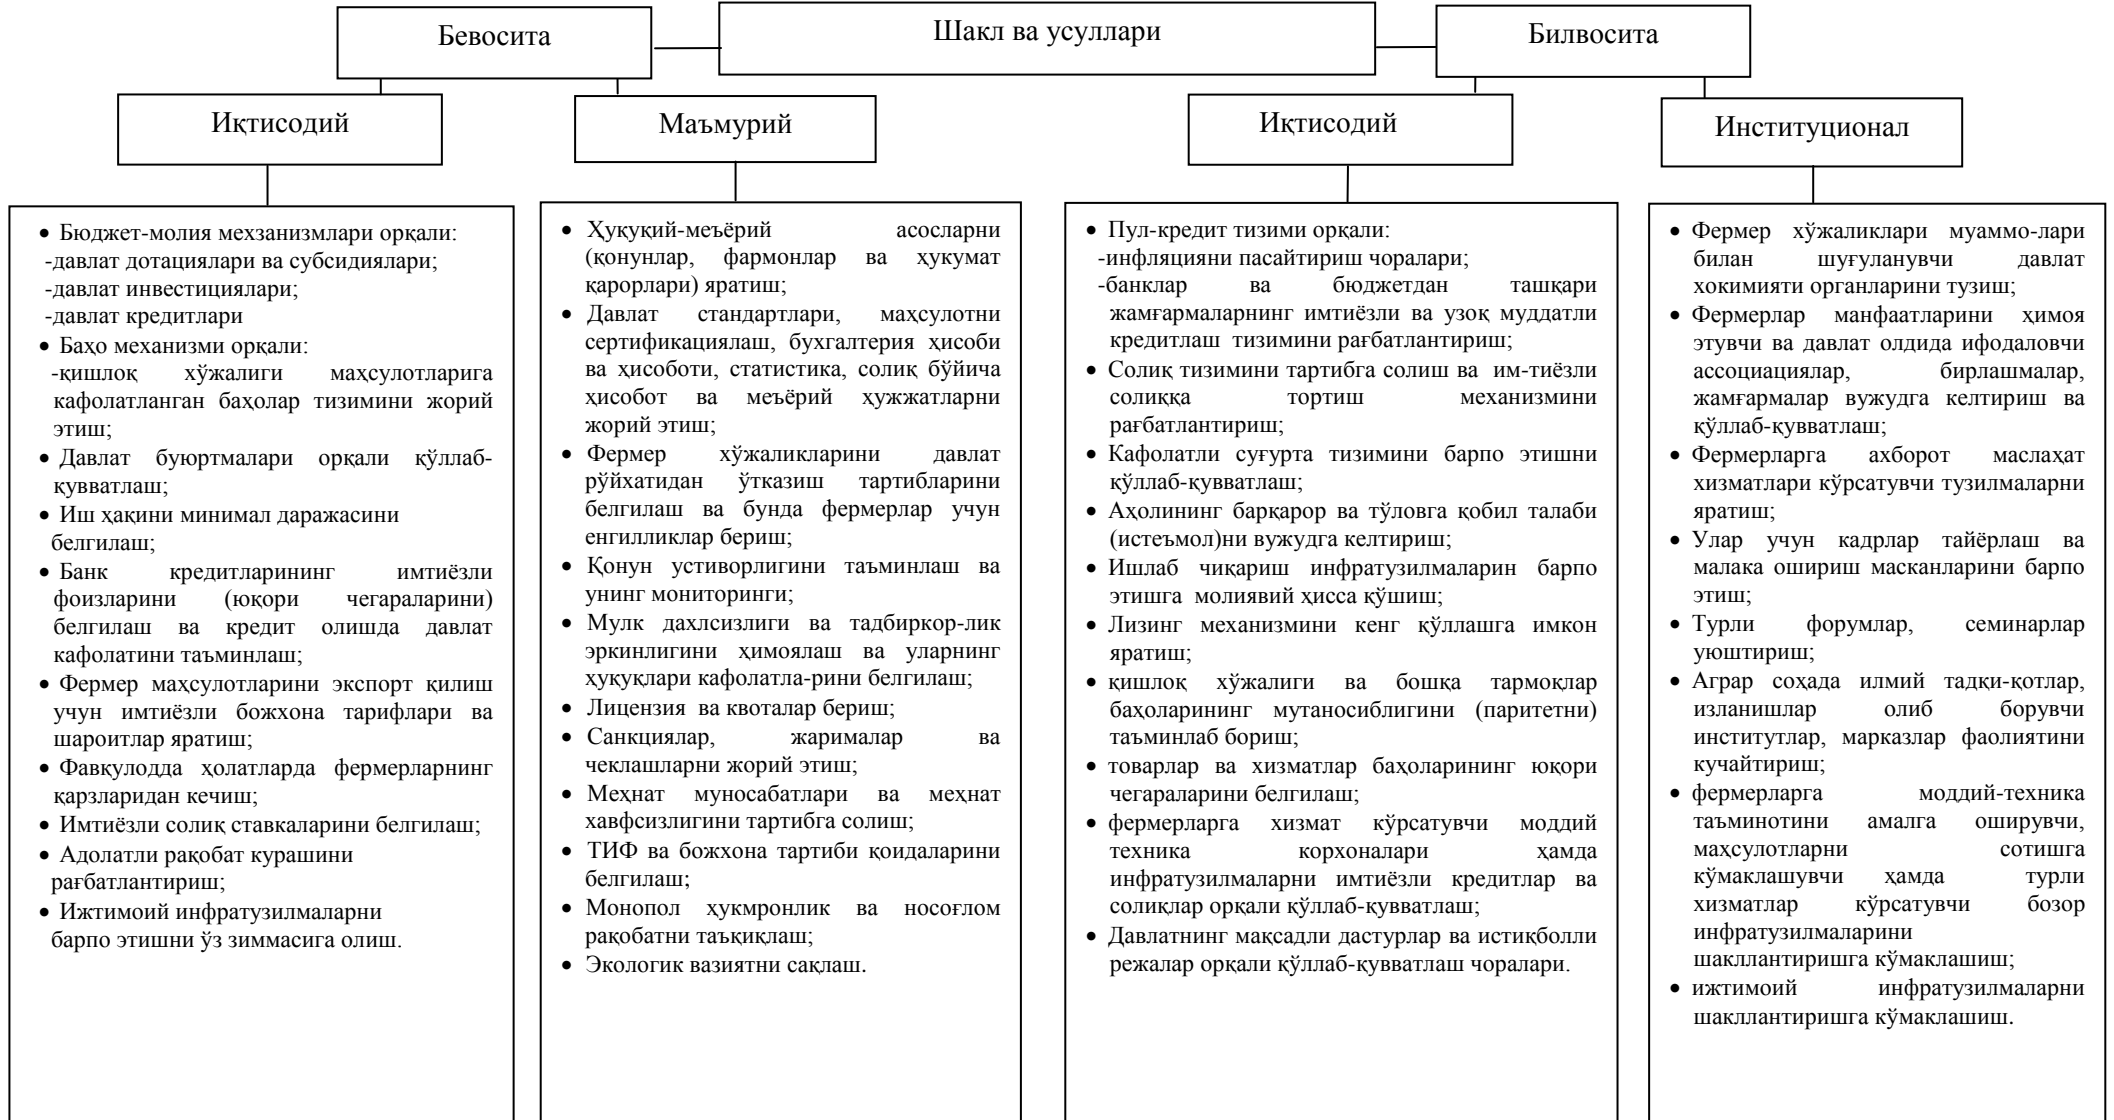 Бевосита
Шакл ва усуллари
Билвосита
Иқтисодий
Маъмурий
Иқтисодий
Институционал
• Бюджет-молия мехзанизмлари орқали:
-давлат дотациялари ва субсидиялари;
-давлат инвестициялари;
-давлат кредитлари
• Баҳо механизми орқали:
-қишлоқ хўжалиги маҳсулотларига
кафолатланган баҳолар тизимини жорий
этиш;
• Давлат буюртмалари орқали қўллаб-
қувватлаш;
• Иш ҳақини минимал даражасини
белгилаш;
• Банк кредитларининг имтиёзли
фоизларини (юқори чегараларини)
белгилаш ва кредит олишда давлат
кафолатини таъминлаш;
• Фермер маҳсулотларини экспорт қилиш
учун имтиёзли божхона тарифлари ва
шароитлар яратиш;
• Фавқулодда ҳолатларда фермерларнинг
қарзларидан кечиш;
• Имтиёзли солиқ ставкаларини белгилаш;
• Адолатли рақобат курашини
рағбатлантириш;
• Ижтимоий инфратузилмаларни
барпо этишни ўз зиммасига олиш.
• Ҳуқуқий-меъёрий асосларни
(қонунлар, фармонлар ва ҳукумат
қарорлари) яратиш;
• Давлат стандартлари, маҳсулотни
сертификациялаш, бухгалтерия ҳисоби
ва ҳисоботи, статистика, солиқ бўйича
ҳисобот ва меъёрий ҳужжатларни
жорий этиш;
• Фермер хўжаликларини давлат
рўйхатидан ўтказиш тартибларини
белгилаш ва бунда фермерлар учун
енгилликлар бериш;
• Қонун устиворлигини таъминлаш ва
унинг мониторинги;
• Мулк дахлсизлиги ва тадбиркор-лик
эркинлигини ҳимоялаш ва уларнинг
ҳуқуқлари кафолатла-рини белгилаш;
• Лицензия ва квоталар бериш;
• Санкциялар, жарималар ва
чеклашларни жорий этиш;
• Меҳнат муносабатлари ва меҳнат
хавфсизлигини тартибга солиш;
• ТИФ ва божхона тартиби қоидаларини
белгилаш;
• Монопол ҳукмронлик ва носоғлом
рақобатни таъқиқлаш;
• Экологик вазиятни сақлаш.
• Пул-кредит тизими орқали:
-инфляцияни пасайтириш чоралари;
-банклар ва бюджетдан ташқари
жамғармаларнинг имтиёзли ва узоқ муддатли
кредитлаш тизимини рағбатлантириш;
• Солиқ тизимини тартибга солиш ва им-тиёзли
солиққа тортиш механизмини
рағбатлантириш;
• Кафолатли суғурта тизимини барпо этишни
қўллаб-қувватлаш;
• Аҳолининг барқарор ва тўловга қобил талаби
(истеъмол)ни вужудга келтириш;
• Ишлаб чиқариш инфратузилмаларин барпо
этишга молиявий ҳисса қўшиш;
• Лизинг механизмини кенг қўллашга имкон
яратиш;
• қишлоқ хўжалиги ва бошқа тармоқлар
баҳоларининг мутаносиблигини (паритетни)
таъминлаб бориш;
• товарлар ва хизматлар баҳоларининг юқори
чегараларини белгилаш;
• фермерларга хизмат кўрсатувчи моддий
техника корхоналари ҳамда
инфратузилмаларни имтиёзли кредитлар ва
солиқлар орқали қўллаб-қувватлаш;
• Давлатнинг мақсадли дастурлар ва истиқболли
режалар орқали қўллаб-қувватлаш чоралари.
• Фермер хўжаликлари муаммо-лари
билан шуғуланувчи давлат
хокимияти органларини тузиш;
• Фермерлар манфаатларини ҳимоя
этувчи ва давлат олдида ифодаловчи
ассоциациялар, бирлашмалар,
жамғармалар вужудга келтириш ва
қўллаб-қувватлаш;
• Фермерларга ахборот маслаҳат
хизматлари кўрсатувчи тузилмаларни
яратиш;
• Улар учун кадрлар тайёрлаш ва
малака ошириш масканларини барпо
этиш;
• Турли форумлар, семинарлар
уюштириш;
• Аграр соҳада илмий тадқи-қотлар,
изланишлар олиб борувчи
институтлар, марказлар фаолиятини
кучайтириш;
• фермерларга моддий-техника
таъминотини амалга оширувчи,
маҳсулотларни сотишга
кўмаклашувчи ҳамда турли
хизматлар кўрсатувчи бозор
инфратузилмаларини
шакллантиришга кўмаклашиш;
• ижтимоий инфратузилмаларни
шакллантиришга кўмаклашиш.